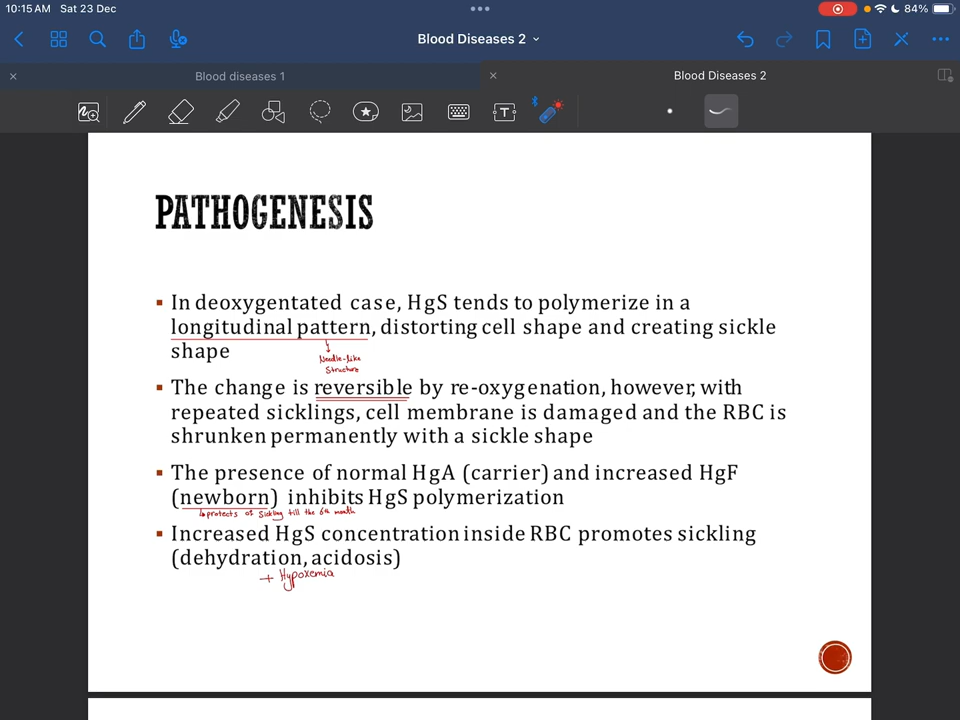 10:15 AM Sat 23 Dec
84%
Blood Diseases 2
Blood diseases 1
Blood Diseases 2
T
PATHOGENESIS
▪ In deoxygentated case, HgS tends to polymerize in a
longitudinal pattern, distorting cell shape and creating sickle
shape
Needle-like
Structure
▪ The change is reversible by re-oxygenation, however, with
repeated sicklings, cell membrane is damaged and the RBC is
shrunken permanently with a sickle shape
▪ The presence of normal HgA (carrier) and increased HgF
(newborn) inhibits HgS polymerization
protects of sickling till the 6th month
▪ Increased HgS concentration inside RBC promotes sickling
(dehydration, acidosis)
+ Hypoxemia